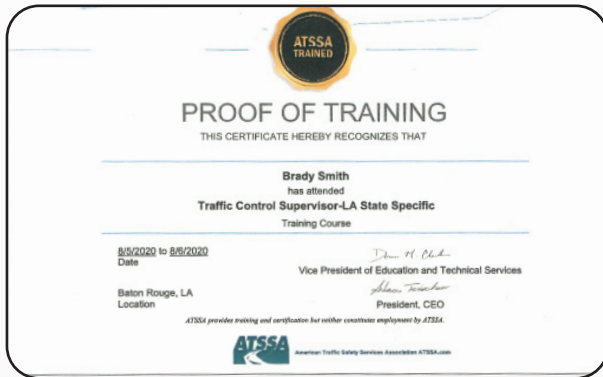 ATSSA
TRAINED
PROOF OF TRAINING
THIS CERTIFICATE HEREBY RECOGNIZES THAT
Brady Smith
has attended
Traffic Control Supervisor-LA State Specific
Training Course
8/5/2020 to 8/6/2020
Date
Vice President of Education and Technical Services
Baton Rouge, LA
Location
President, CEO
ATSSA provides training and certification but neither constitutes employment by ATSSA.
ATSSA
American Traffic Safety Services Association ATSSA.com